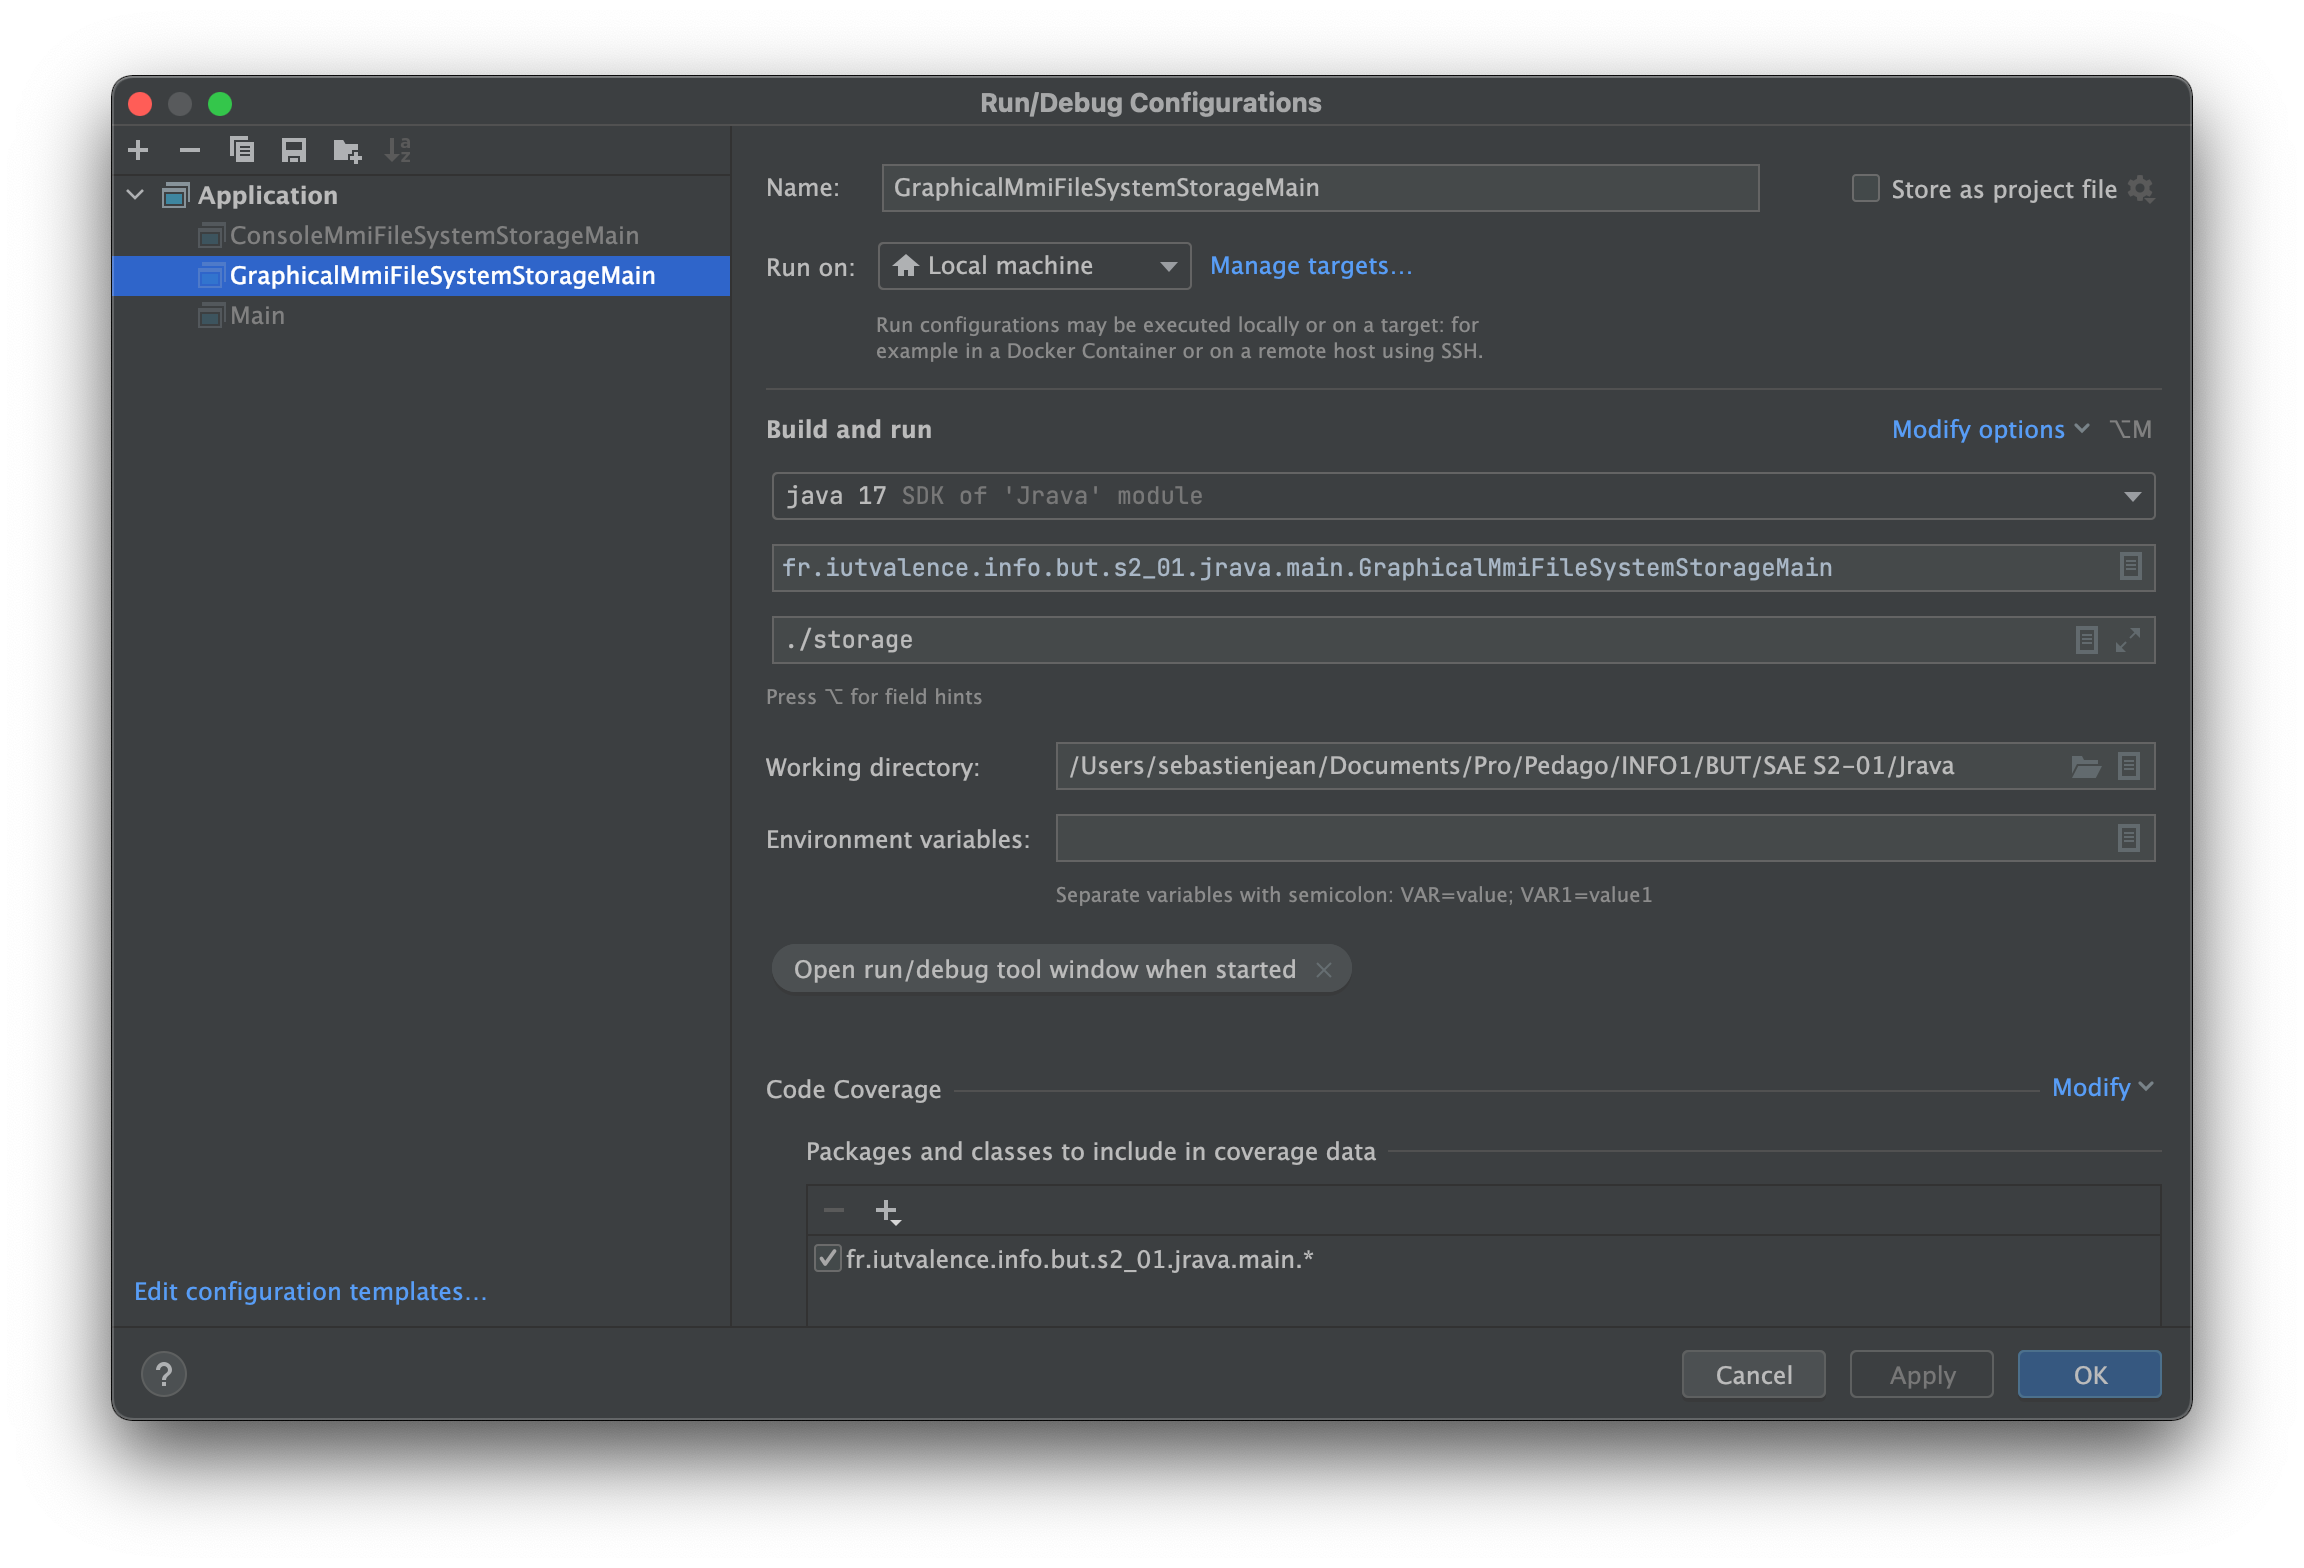 Run/Debug Configurations
Application
ConsoleMmiFileSystemStorageMain
GraphicalMmiFileSystemStorageMain
Main
Edit configuration templates...
Name: GraphicalMmiFileSystemStorageMain Store as project file
Run on: Local machine Manage targets...
Run configurations may be executed locally or on a target: for
example in a Docker Container or on a remote host using SSH.
Build and run Modify options ⌥M
java 17 SDK of 'Jrava' module
fr.iutvalence.info.but.s2_01.jrava.main.GraphicalMmiFileSystemStorageMain
./storage
Press ⌥ for field hints
Working directory: /Users/sebastienjean/Documents/Pro/Pedago/INFO1/BUT/SAE S2-01/Jrava
Environment variables:
Separate variables with semicolon: VAR=value; VAR1=value1
Open run/debug tool window when started
Code Coverage Modify
Packages and classes to include in coverage data
fr.iutvalence.info.but.s2_01.jrava.main.*
? Cancel Apply OK